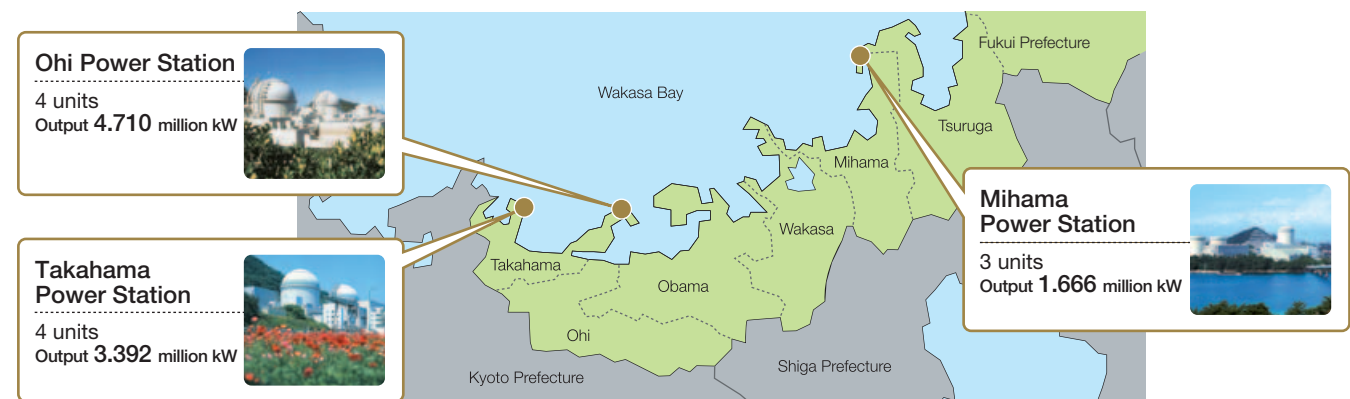 Ohi Power Station
4 units
Output 4.710 million kW
Takahama
Power Station
4 units
Output 3.392 million kW
Wakasa Bay
Fukui Prefecture
Tsuruga
Mihama
Wakasa
Takahama
Obama
Ohi
Kyoto Prefecture
Shiga Prefecture
Mihama
Power Station
3 units
Output 1.666 million kW